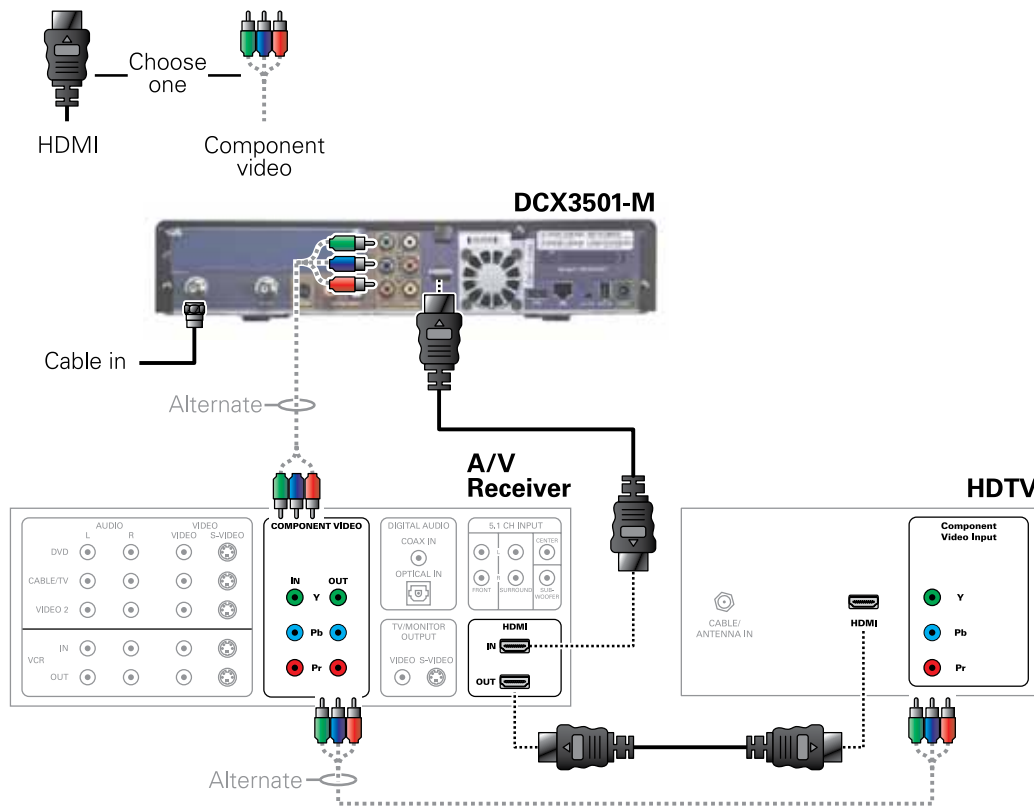 Choose
one
HDMI
Component
video
DCX3501-M
Cable in
Alternate
A/V
Receiver
HDTV
AUDIO
L R
VIDEO
VIDEO S-VIDEO
DVD
CABLE/TV
VIDEO 2
VCR
IN
OUT
COMPONENT VIDEO
IN OUT
Y
Pb
Pr
DIGITAL AUDIO
COAX IN
OPTICAL IN
TV/MONITOR
OUTPUT
VIDEO S-VIDEO
5,1 CH INPUT
L
R
FRONT
SURROUND
CENTER
SUB-
WOOFER
HDMI
IN
OUT
CABLE/
ANTENNA IN
HDMI
Component
Video Input
Y
Pb
Pr
Alternate